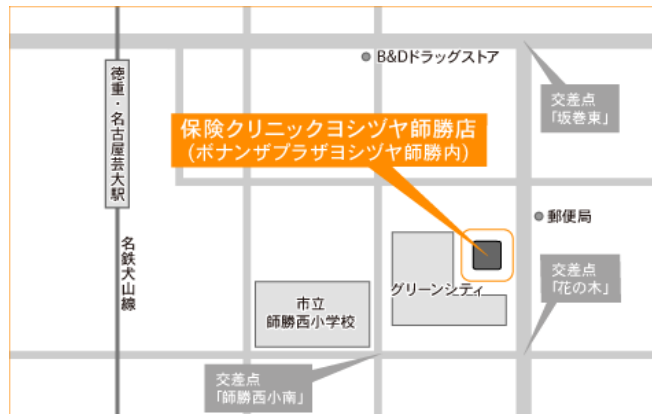 B&Dドラッグストア
徳重・名古屋芸大駅
交差点
「坂巻東」
保険クリニックヨシヅヤ師勝店
(ボナンザプラザヨシヅヤ師勝内)
郵便局
名鉄犬山線
交差点
「花の木」
グリーンシティ
市立
師勝西小学校
交差点
「師勝西小南」